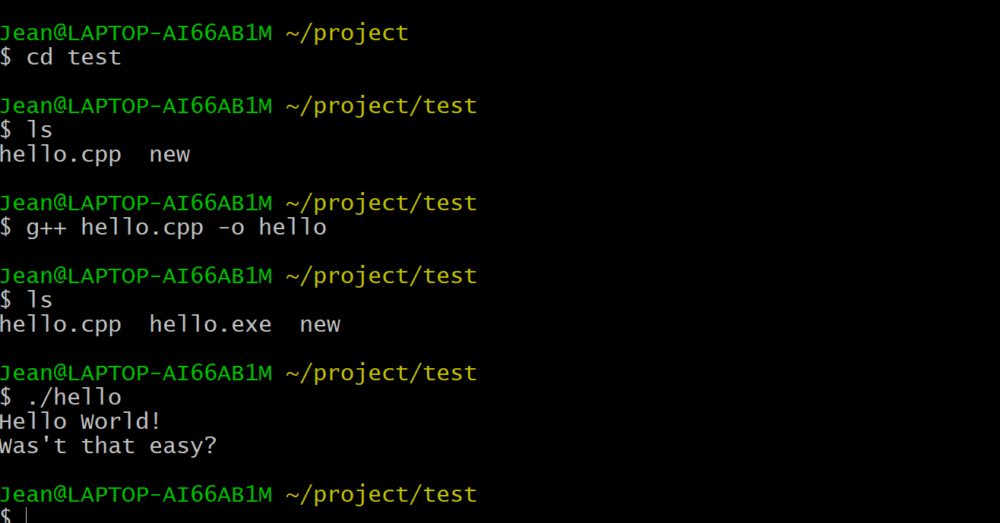 Jean@LAPTOP-AI66AB1M ~/project
$ cd test
Jean@LAPTOP-AI66AB1M ~/project/test
$ ls
hello.cpp  new
Jean@LAPTOP-AI66AB1M ~/project/test
$ g++ hello.cpp -o hello
Jean@LAPTOP-AI66AB1M ~/project/test
$ ls
hello.cpp  hello.exe  new
Jean@LAPTOP-AI66AB1M ~/project/test
$ ./hello
Hello World!
Was't that easy?
Jean@LAPTOP-AI66AB1M ~/project/test
$